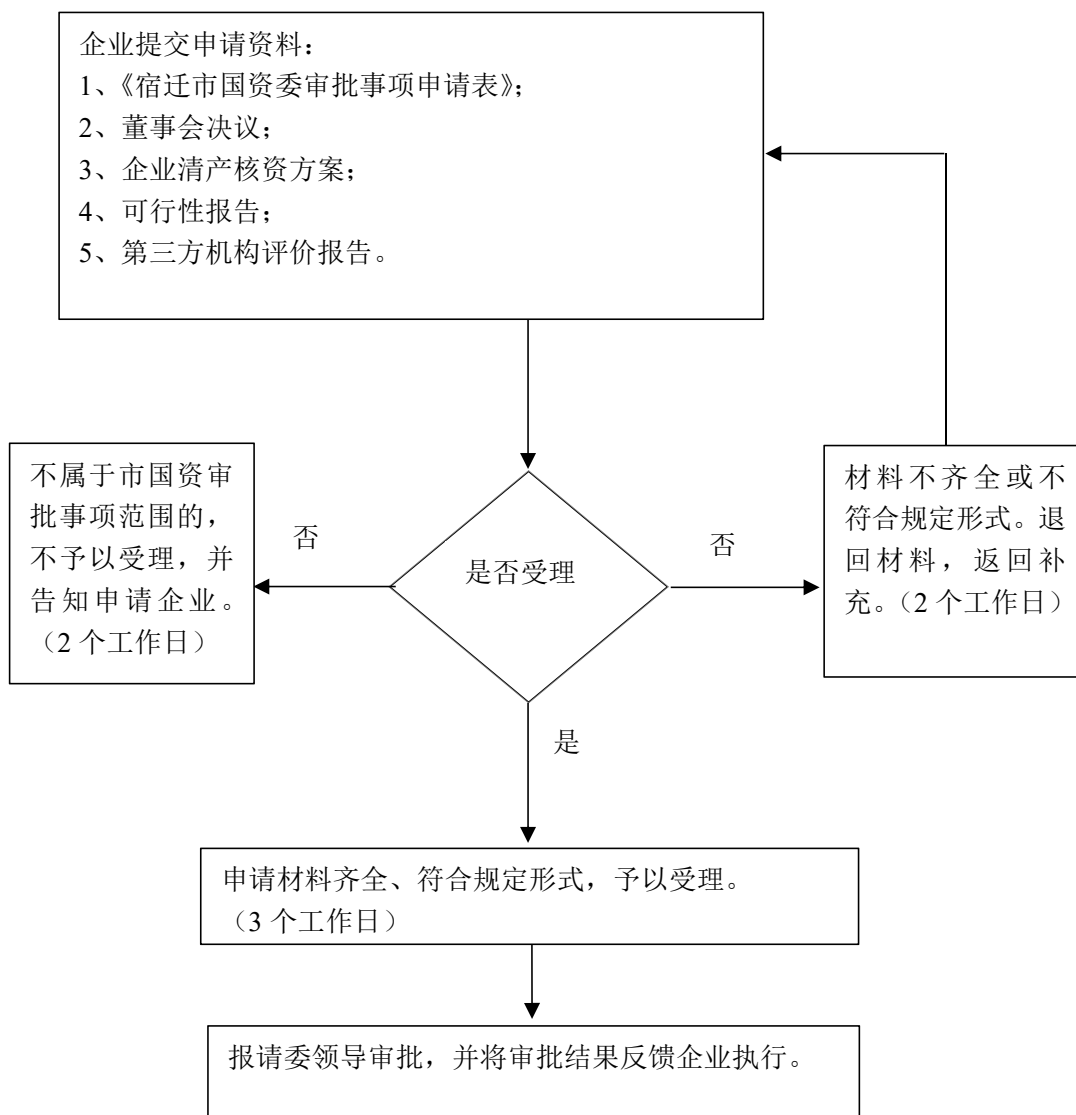 企业提交申请资料：
1、《宿迁市国资委审批事项申请表》；
2、董事会决议；
3、企业清产核资方案；
4、可行性报告；
5、第三方机构评价报告。
不属于市国资审
批事项范围的，
不予以受理，并
告知申请企业。
（2 个工作日）
否
是否受理
否
材料不齐全或不
符合规定形式。退
回材料，返回补
充。（2 个工作日）
是
申请材料齐全、符合规定形式，予以受理。
（3 个工作日）
报请委领导审批，并将审批结果反馈企业执行。